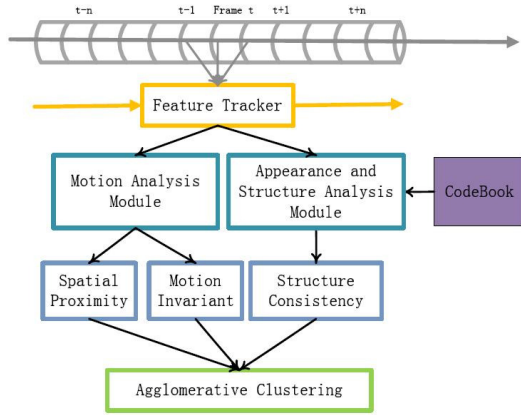 t-n t-1 Frame t t+1 t+n
Feature Tracker
Motion Analysis
Module
Appearance and
Structure Analysis
Module
CodeBook
Spatial
Proximity
Motion
Invariant
Structure
Consistency
Agglomerative Clustering